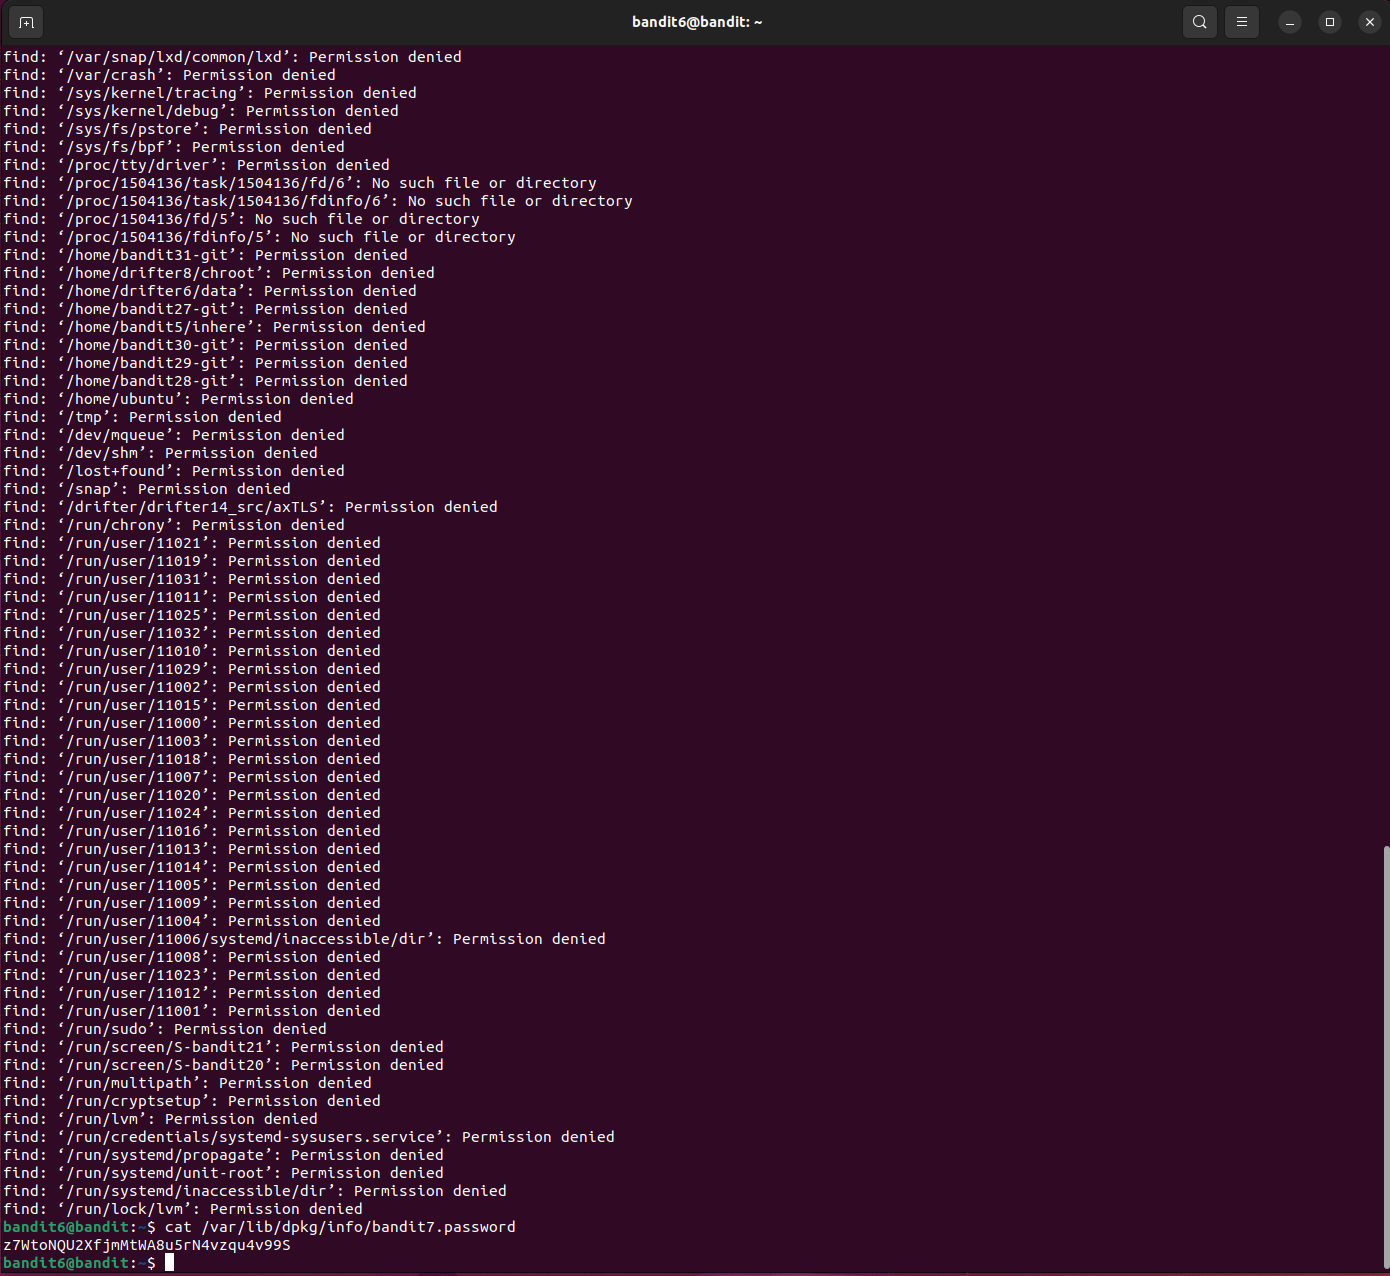 bandit6@bandit: ~
find: ‘/var/snap/lxd/common/lxd’: Permission denied
find: ‘/var/crash’: Permission denied
find: ‘/sys/kernel/tracing’: Permission denied
find: ‘/sys/kernel/debug’: Permission denied
find: ‘/sys/fs/pstore’: Permission denied
find: ‘/sys/fs/bpf’: Permission denied
find: ‘/proc/tty/driver’: Permission denied
find: ‘/proc/1504136/task/1504136/fd/6’: No such file or directory
find: ‘/proc/1504136/task/1504136/fdinfo/6’: No such file or directory
find: ‘/proc/1504136/fd/5’: No such file or directory
find: ‘/proc/1504136/fdinfo/5’: No such file or directory
find: ‘/home/bandit31-git’: Permission denied
find: ‘/home/drifter8/chroot’: Permission denied
find: ‘/home/drifter6/data’: Permission denied
find: ‘/home/bandit27-git’: Permission denied
find: ‘/home/bandit5/inhere’: Permission denied
find: ‘/home/bandit30-git’: Permission denied
find: ‘/home/bandit29-git’: Permission denied
find: ‘/home/bandit28-git’: Permission denied
find: ‘/home/ubuntu’: Permission denied
find: ‘/tmp’: Permission denied
find: ‘/dev/mqueue’: Permission denied
find: ‘/dev/shm’: Permission denied
find: ‘/lost+found’: Permission denied
find: ‘/snap’: Permission denied
find: ‘/drifter/drifter14_src/axTLS’: Permission denied
find: ‘/run/chrony’: Permission denied
find: ‘/run/user/11021’: Permission denied
find: ‘/run/user/11019’: Permission denied
find: ‘/run/user/11031’: Permission denied
find: ‘/run/user/11011’: Permission denied
find: ‘/run/user/11025’: Permission denied
find: ‘/run/user/11032’: Permission denied
find: ‘/run/user/11010’: Permission denied
find: ‘/run/user/11029’: Permission denied
find: ‘/run/user/11002’: Permission denied
find: ‘/run/user/11015’: Permission denied
find: ‘/run/user/11000’: Permission denied
find: ‘/run/user/11003’: Permission denied
find: ‘/run/user/11018’: Permission denied
find: ‘/run/user/11007’: Permission denied
find: ‘/run/user/11020’: Permission denied
find: ‘/run/user/11024’: Permission denied
find: ‘/run/user/11016’: Permission denied
find: ‘/run/user/11013’: Permission denied
find: ‘/run/user/11014’: Permission denied
find: ‘/run/user/11005’: Permission denied
find: ‘/run/user/11009’: Permission denied
find: ‘/run/user/11004’: Permission denied
find: ‘/run/user/11006/systemd/inaccessible/dir’: Permission denied
find: ‘/run/user/11008’: Permission denied
find: ‘/run/user/11023’: Permission denied
find: ‘/run/user/11012’: Permission denied
find: ‘/run/user/11001’: Permission denied
find: ‘/run/sudo’: Permission denied
find: ‘/run/screen/S-bandit21’: Permission denied
find: ‘/run/screen/S-bandit20’: Permission denied
find: ‘/run/multipath’: Permission denied
find: ‘/run/cryptsetup’: Permission denied
find: ‘/run/lvm’: Permission denied
find: ‘/run/credentials/systemd-sysusers.service’: Permission denied
find: ‘/run/systemd/propagate’: Permission denied
find: ‘/run/systemd/unit-root’: Permission denied
find: ‘/run/systemd/inaccessible/dir’: Permission denied
find: ‘/run/lock/lvm’: Permission denied
bandit6@bandit:~$ cat /var/lib/dpkg/info/bandit7.password
z7WtoNQU2XfjmMtWA8u5rN4vzqu4v99S
bandit6@bandit:~$